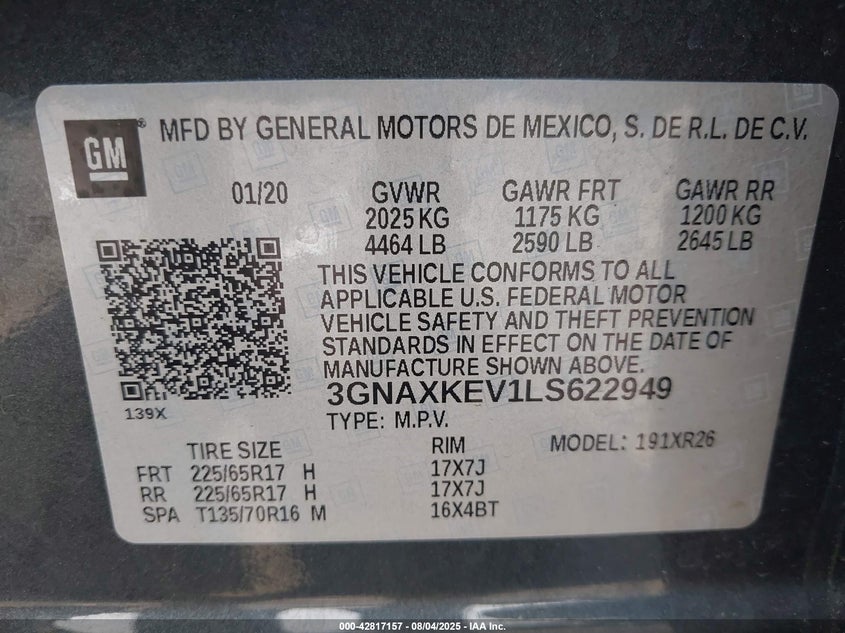 GM
MFD BY GENERAL MOTORS DE MEXICO, S. DE R.L. DE C.V.
01/20 GVWR GAWR FRT GAWR RR
2025 KG 1175 KG 1200 KG
4464 LB 2590 LB 2645 LB
THIS VEHICLE CONFORMS TO ALL
APPLICABLE U.S. FEDERAL MOTOR
VEHICLE SAFETY AND THEFT PREVENTION
STANDARDS IN EFFECT ON THE DATE OF
MANUFACTURE SHOWN ABOVE.
3GNAXKEV1LS622949
139X
TYPE: M.P.V.
TIRE SIZE RIM MODEL: 191XR26
FRT 225/65R17 H 17X7J
RR 225/65R17 H 17X7J
SPA T135/70R16 M 16X4BT
000-42817157 - 08/04/2025 - IAA Inc.